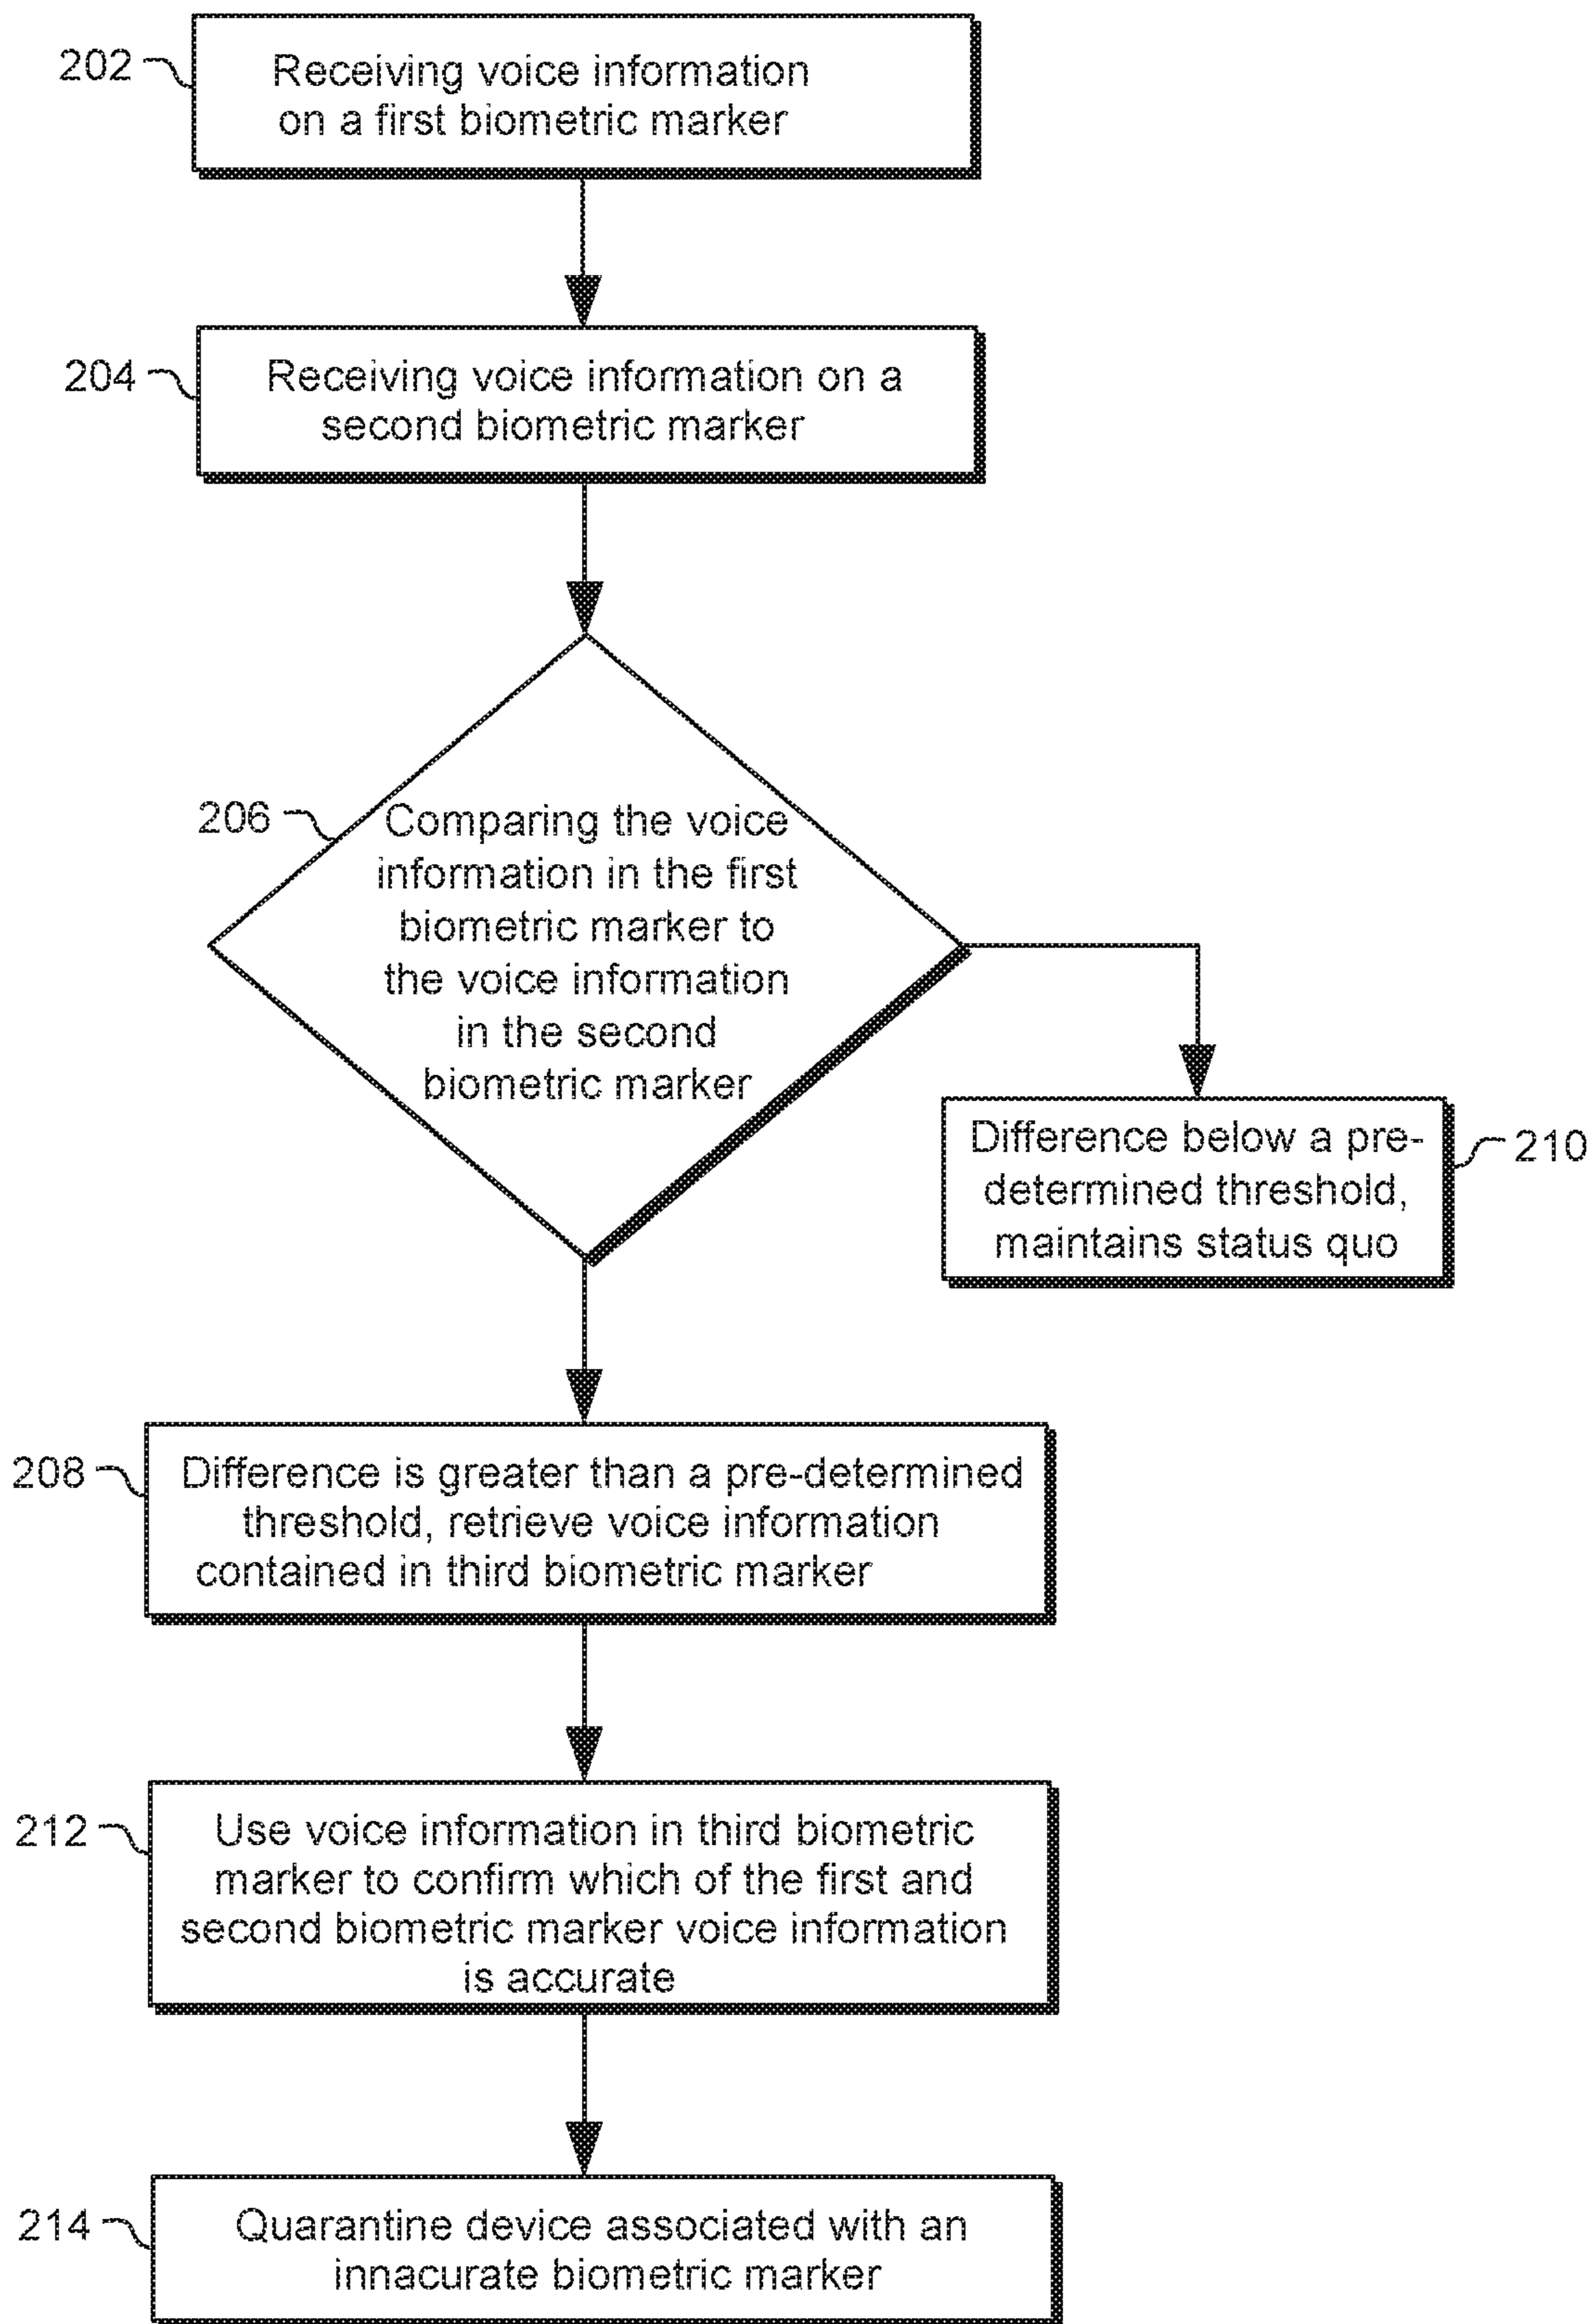 202
Receiving voice information
on a first biometric marker
204
Receiving voice information on a
second biometric marker
206
Comparing the voice
information in the first
biometric marker to
the voice information
in the second
biometric marker
Difference below a pre-
determined threshold,
maintains status quo
210
208
Difference is greater than a pre-determined
threshold, retrieve voice information
contained in third biometric marker
212
Use voice information in third biometric
marker to confirm which of the first and
second biometric marker voice information
is accurate
214
Quarantine device associated with an
innacurate biometric marker